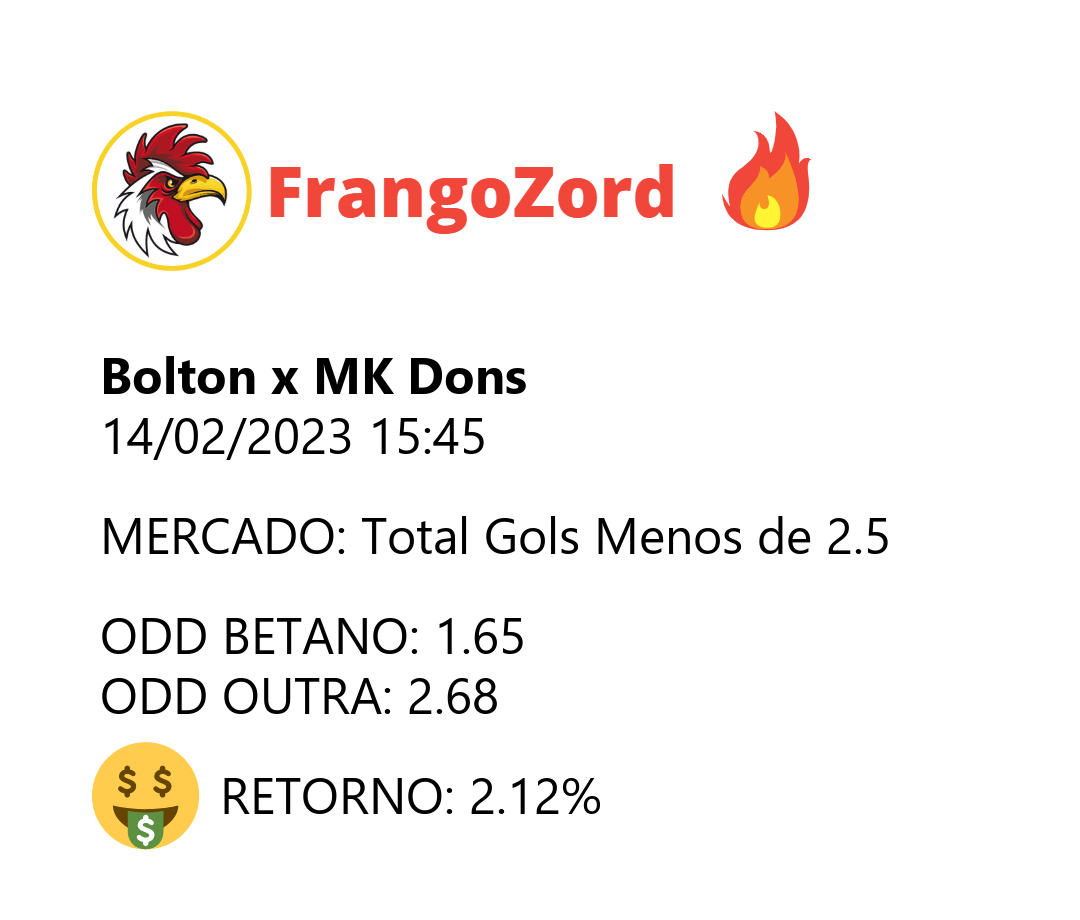 FrangoZord
Bolton x MK Dons
14/02/2023 15:45
MERCADO: Total Gols Menos de 2.5
ODD BETANO: 1.65
ODD OUTRA: 2.68
RETORNO: 2.12%